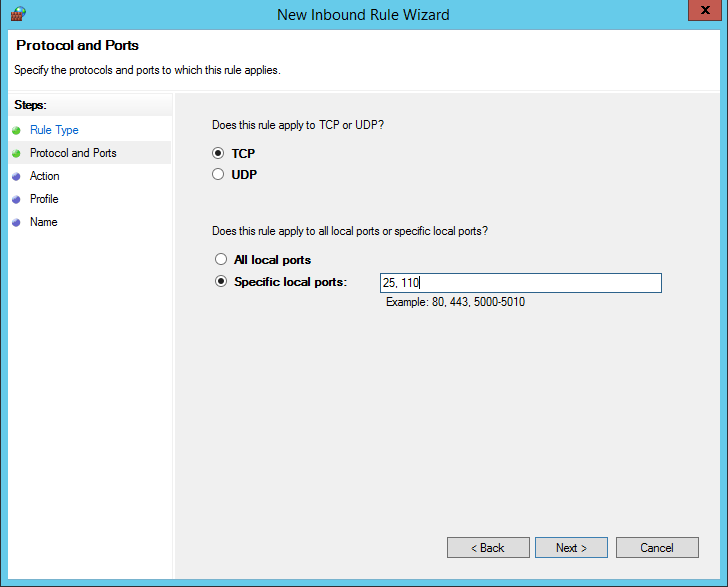 New Inbound Rule Wizard
x
Protocol and Ports
Specify the protocols and ports to which this rule applies.
Steps:
Rule Type
Protocol and Ports
Action
Profile
Name
Does this rule apply to TCP or UDP?
TCP
UDP
Does this rule apply to all local ports or specific local ports?
All local ports
Specific local ports:
25, 110
Example: 80, 443, 5000-5010
< Back
Next >
Cancel